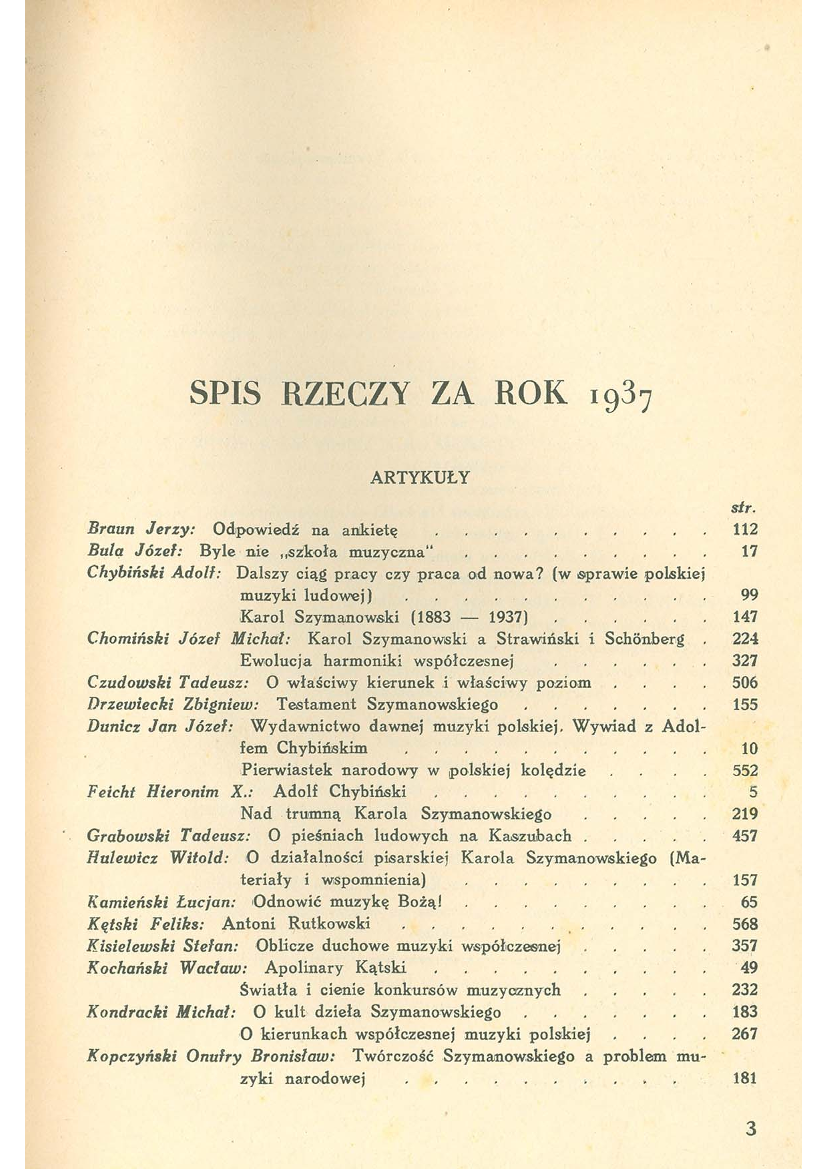 SPIS RZECZY ZA ROK 1937
ARTYKUŁY
str.
Braun Jerzy: Odpowiedź na ankietę . . . . . . . . . . 112
Bula Józef: Byle nie „szkoła muzyczna" . . . . . . . . . 17
Chybiński Adolf: Dalszy ciąg pracy czy praca od nowa? (w sprawie polskiej
muzyki ludowej) . . . . . . . . . . . 99
Karol Szymanowski (1883 — 1937) . . . . . . 147
Chomiński Józef Michał: Karol Szymanowski a Strawiński i Schönberg . 224
Ewolucja harmoniki współczesnej . . . . . . 327
Czudowski Tadeusz: O właściwy kierunek i właściwy poziom . . . . 506
Drzewiecki Zbigniew: Testament Szymanowskiego . . . . . . . 155
Dunicz Jan Józef: Wydawnictwo dawnej muzyki polskiej. Wywiad z Adol-
fem Chybińskim . . . . . . . . . . . 10
Pierwiastek narodowy w polskiej kolędzie . . . . 552
Feicht Hieronim X.: Adolf Chybiński . . . . . . . . . . 5
Nad trumną Karola Szymanowskiego . . . . . 219
Grabowski Tadeusz: O pieśniach ludowych na Kaszubach . . . . . 457
Hulewicz Witold: O działalności pisarskiej Karola Szymanowskiego (Ma-
teriały i wspomnienia) . . . . . . . . . 157
Kamieński Łucjan: Odnowić muzykę Bożą! . . . . . . . . . 65
Kętski Feliks: Antoni Rutkowski . . . . . . . . . . . 568
Kisielewski Stefan: Oblicze duchowe muzyki współczesnej . . . . . 357
Kochański Wacław: Apolinary Kątski . . . . . . . . . . 49
Światła i cienie konkursów muzycznych . . . . . 232
Kondracki Michał: O kult dzieła Szymanowskiego . . . . . . . 183
O kierunkach współczesnej muzyki polskiej . . . . 267
Kopczyński Onufry Bronisław: Twórczość Szymanowskiego a problem mu-
zyki narodowej . . . . . . . . . . 181
3